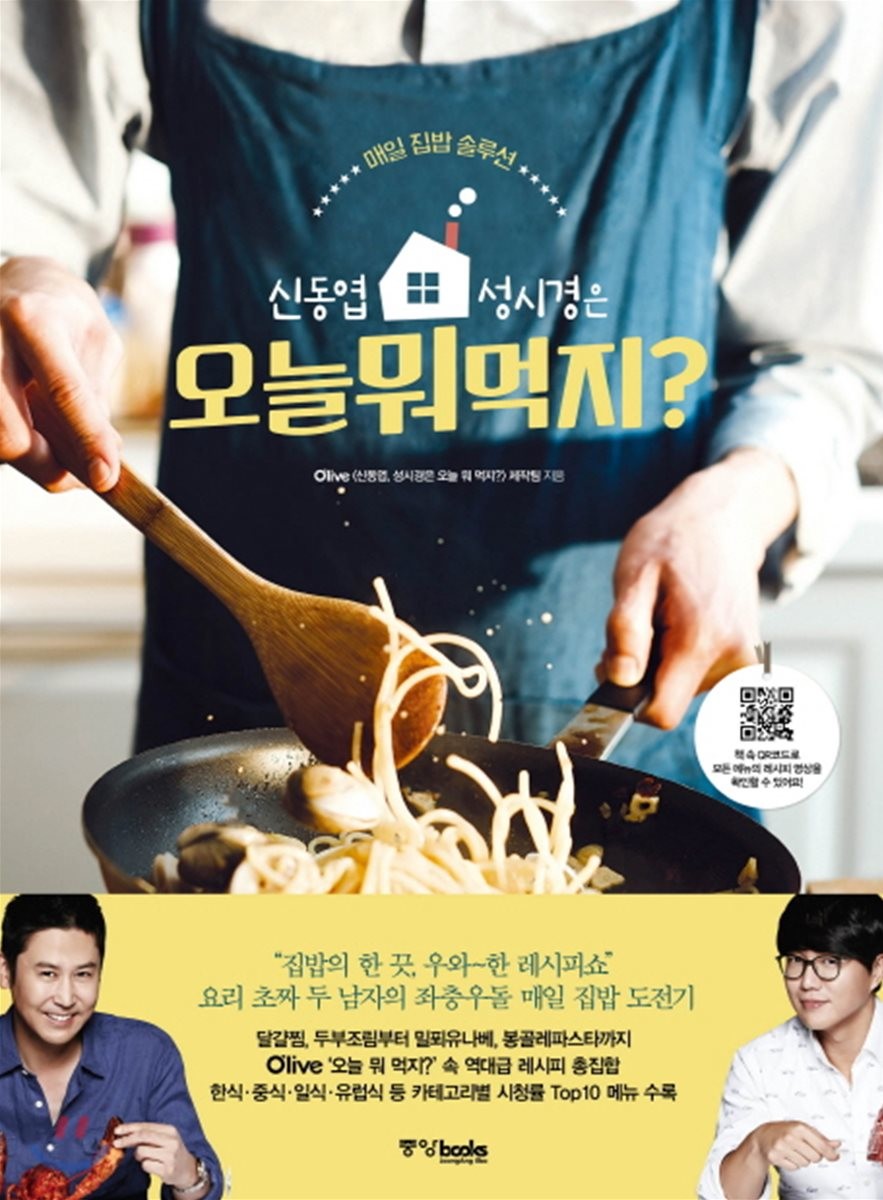 매일 집밥 솔루션
신동엽 성시경은
오늘 뭐 먹지?
O'live 〈신동엽, 성시경은 오늘 뭐 먹지?〉 제작팀 지음
책 속 QR코드로
모든 메뉴의 레시피 영상을
확인할 수 있어요!
“집밥의 한 끗, 우와~한 레시피쇼”
요리 초짜 두 남자의 좌충우돌 매일 집밥 도전기
달걀찜, 두부조림부터 밀푀유나베, 봉골레파스타까지
O'live ‘오늘 뭐 먹지?’ 속 역대급 레시피 총집합
한식·중식·일식·유럽식 등 카테고리별 시청률 Top10 메뉴 수록
중앙books